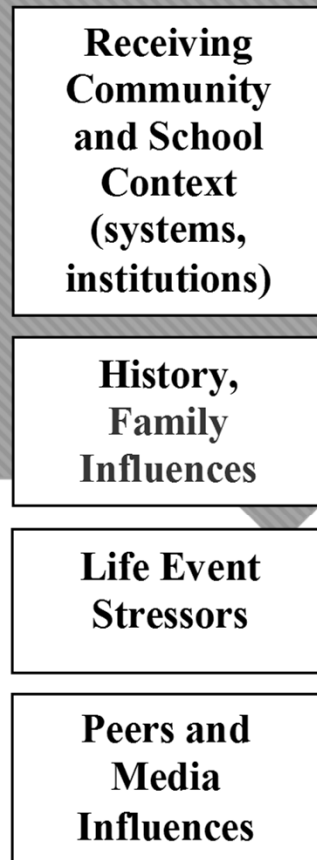 Receiving
Community
and School
Context
(systems,
institutions)
History,
Family
Influences
Life Event
Stressors
Peers and
Media
Influences